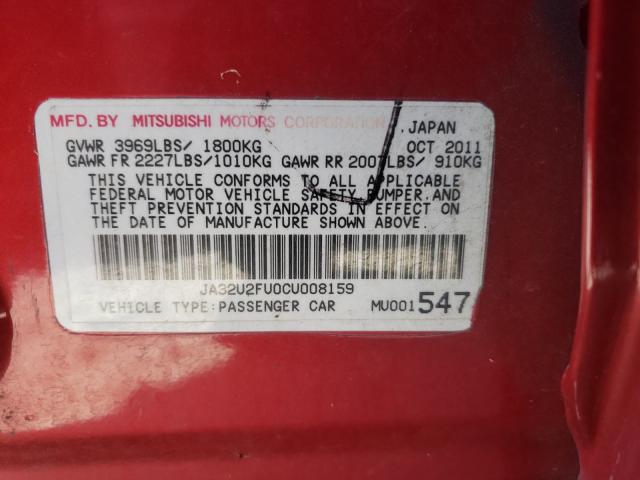 MFD. BY MITSUBISHI MOTORS CORPORATION, JAPAN
GVWR 3969LBS/ 1800KG OCT 2011
GAWR FR 2227LBS/1010KG GAWR RR 2007LBS/ 910KG
THIS VEHICLE CONFORMS TO ALL APPLICABLE
FEDERAL MOTOR VEHICLE SAFETY, BUMPER AND
THEFT PREVENTION STANDARDS IN EFFECT ON
THE DATE OF MANUFACTURE SHOWN ABOVE.
JA32U2FU0CU008159
VEHICLE TYPE:PASSENGER CAR MU001547